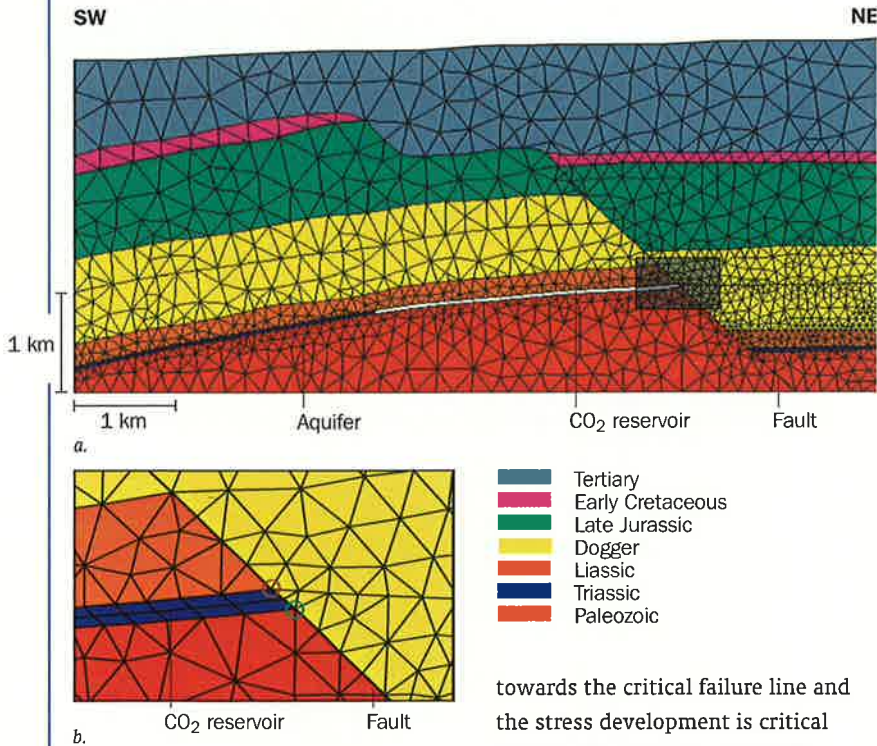 SW
NE
1 km
1 km
Aquifer
CO₂ reservoir
Fault
a.
Tertiary
Early Cretaceous
Late Jurassic
Dogger
Liassic
Triassic
Paleozoic
CO₂ reservoir
Fault
b.
towards the critical failure line and
the stress development is critical